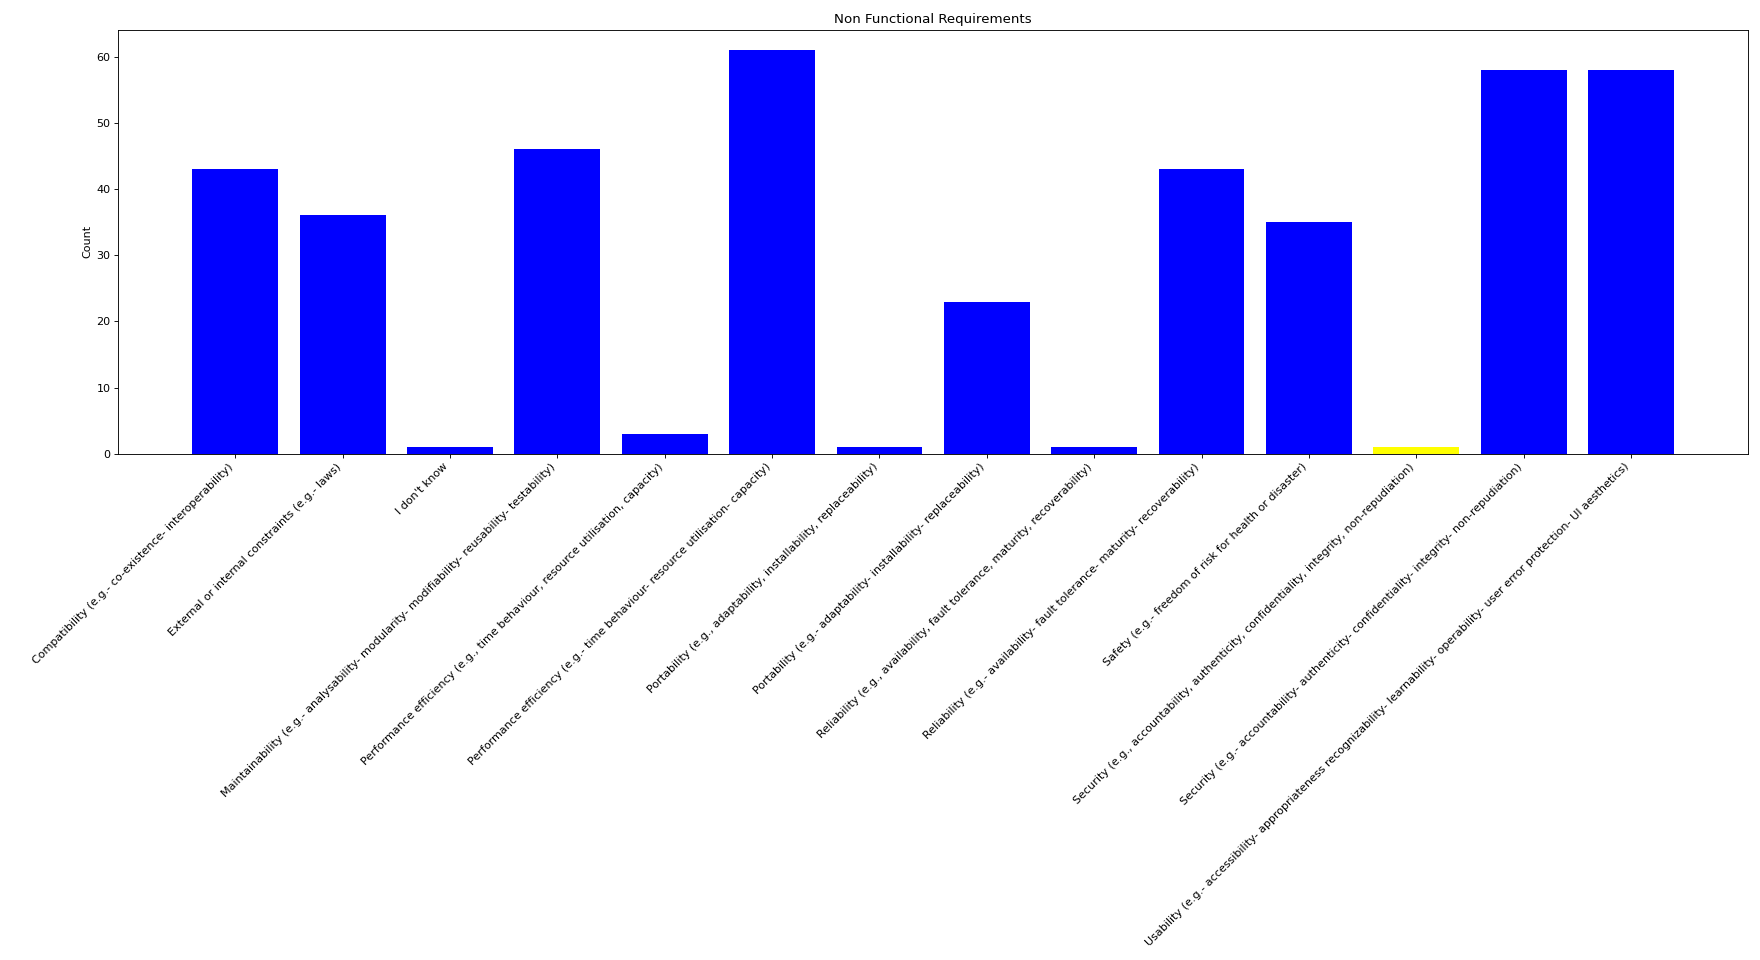 Non Functional Requirements
Count
60
50
40
30
20
10
0
Compatibility (e.g.- co-existence- interoperability)
External or internal constraints (e.g.- laws)
I don't know
Maintainability (e.g.- analysability- modularity- modifiability- reusability- testability)
Performance efficiency (e.g., time behaviour, resource utilisation, capacity)
Performance efficiency (e.g.- time behaviour- resource utilisation- capacity)
Portability (e.g., adaptability, installability, replaceability)
Portability (e.g.- adaptability- installability- replaceability)
Reliability (e.g., availability, fault tolerance, maturity, recoverability)
Reliability (e.g.- availability- fault tolerance- maturity- recoverability)
Safety (e.g.- freedom of risk for health or disaster)
Security (e.g., accountability, authenticity, confidentiality, integrity, non-repudiation)
Security (e.g.- accountability- authenticity- confidentiality- integrity- non-repudiation)
Usability (e.g.- accessibility- appropriateness recognizability- learnability- operability- user error protection- UI aesthetics)